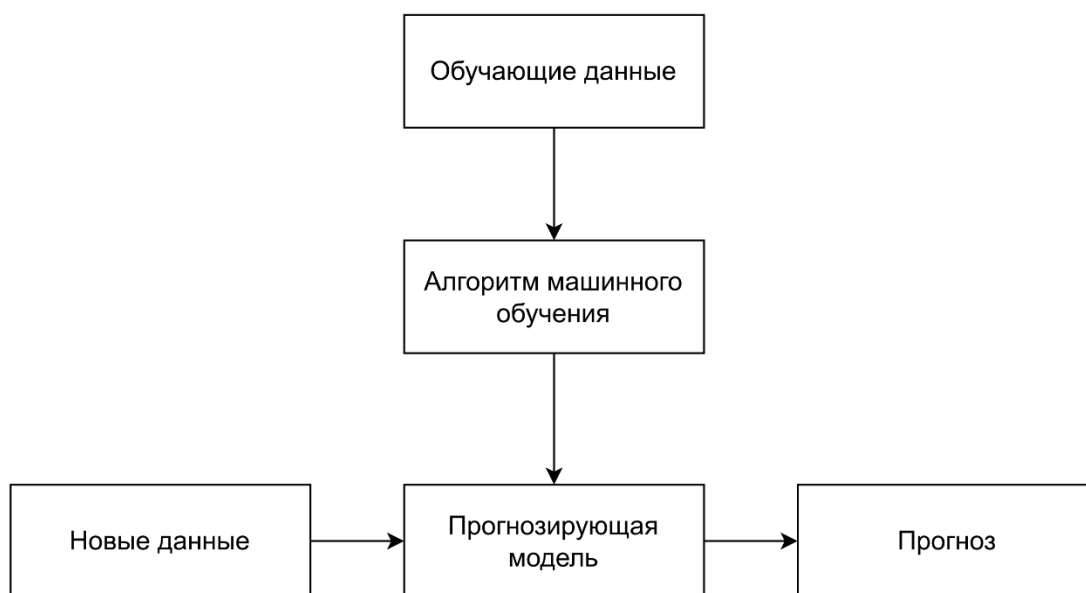 Обучающие данные
Алгоритм машинного
обучения
Новые данные
Прогнозирующая
модель
Прогноз